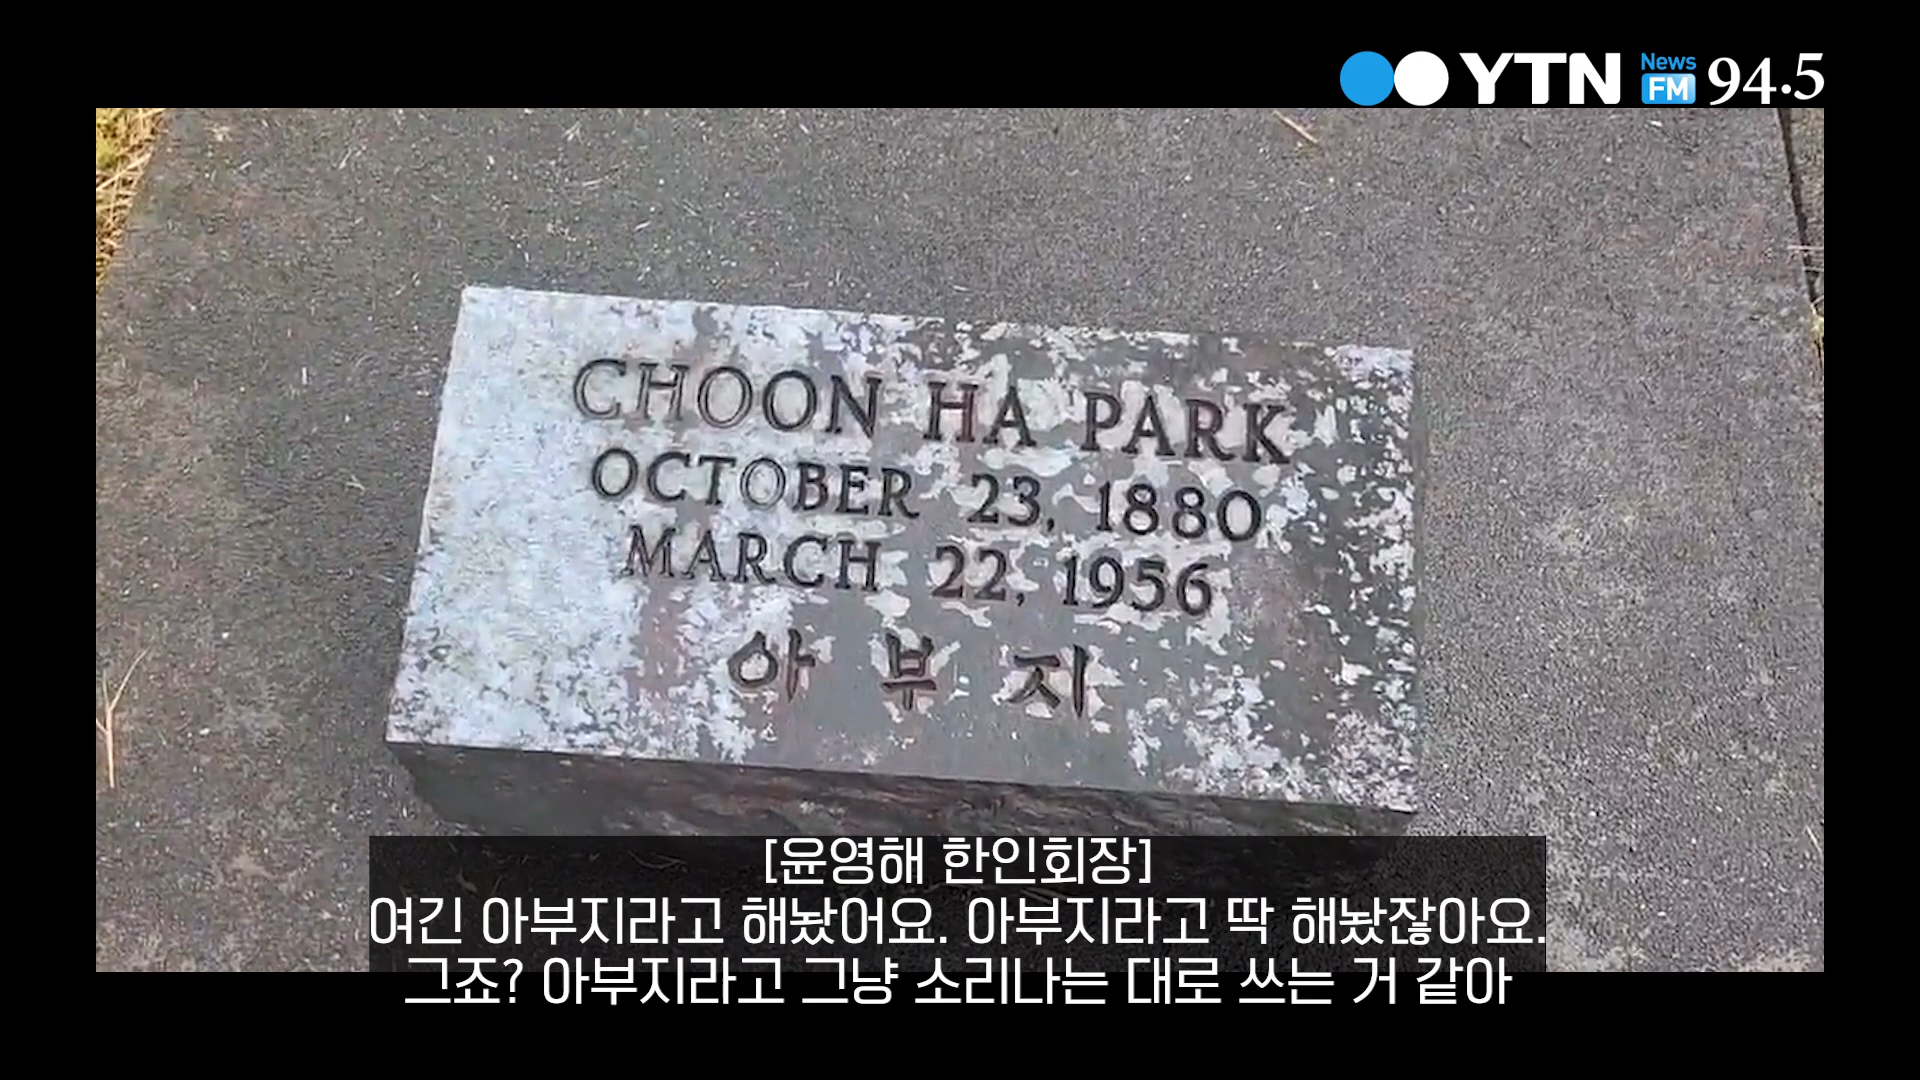 YTN News FM 94.5
CHOON HA PARK
OCTOBER 23, 1880
MARCH 22, 1956
아 부 지
[윤영해 한인회장]
여긴 아부지라고 해놨어요. 아부지라고 딱 해놨잖아요.
그죠? 아부지라고 그냥 소리나는 대로 쓰는 거 같아